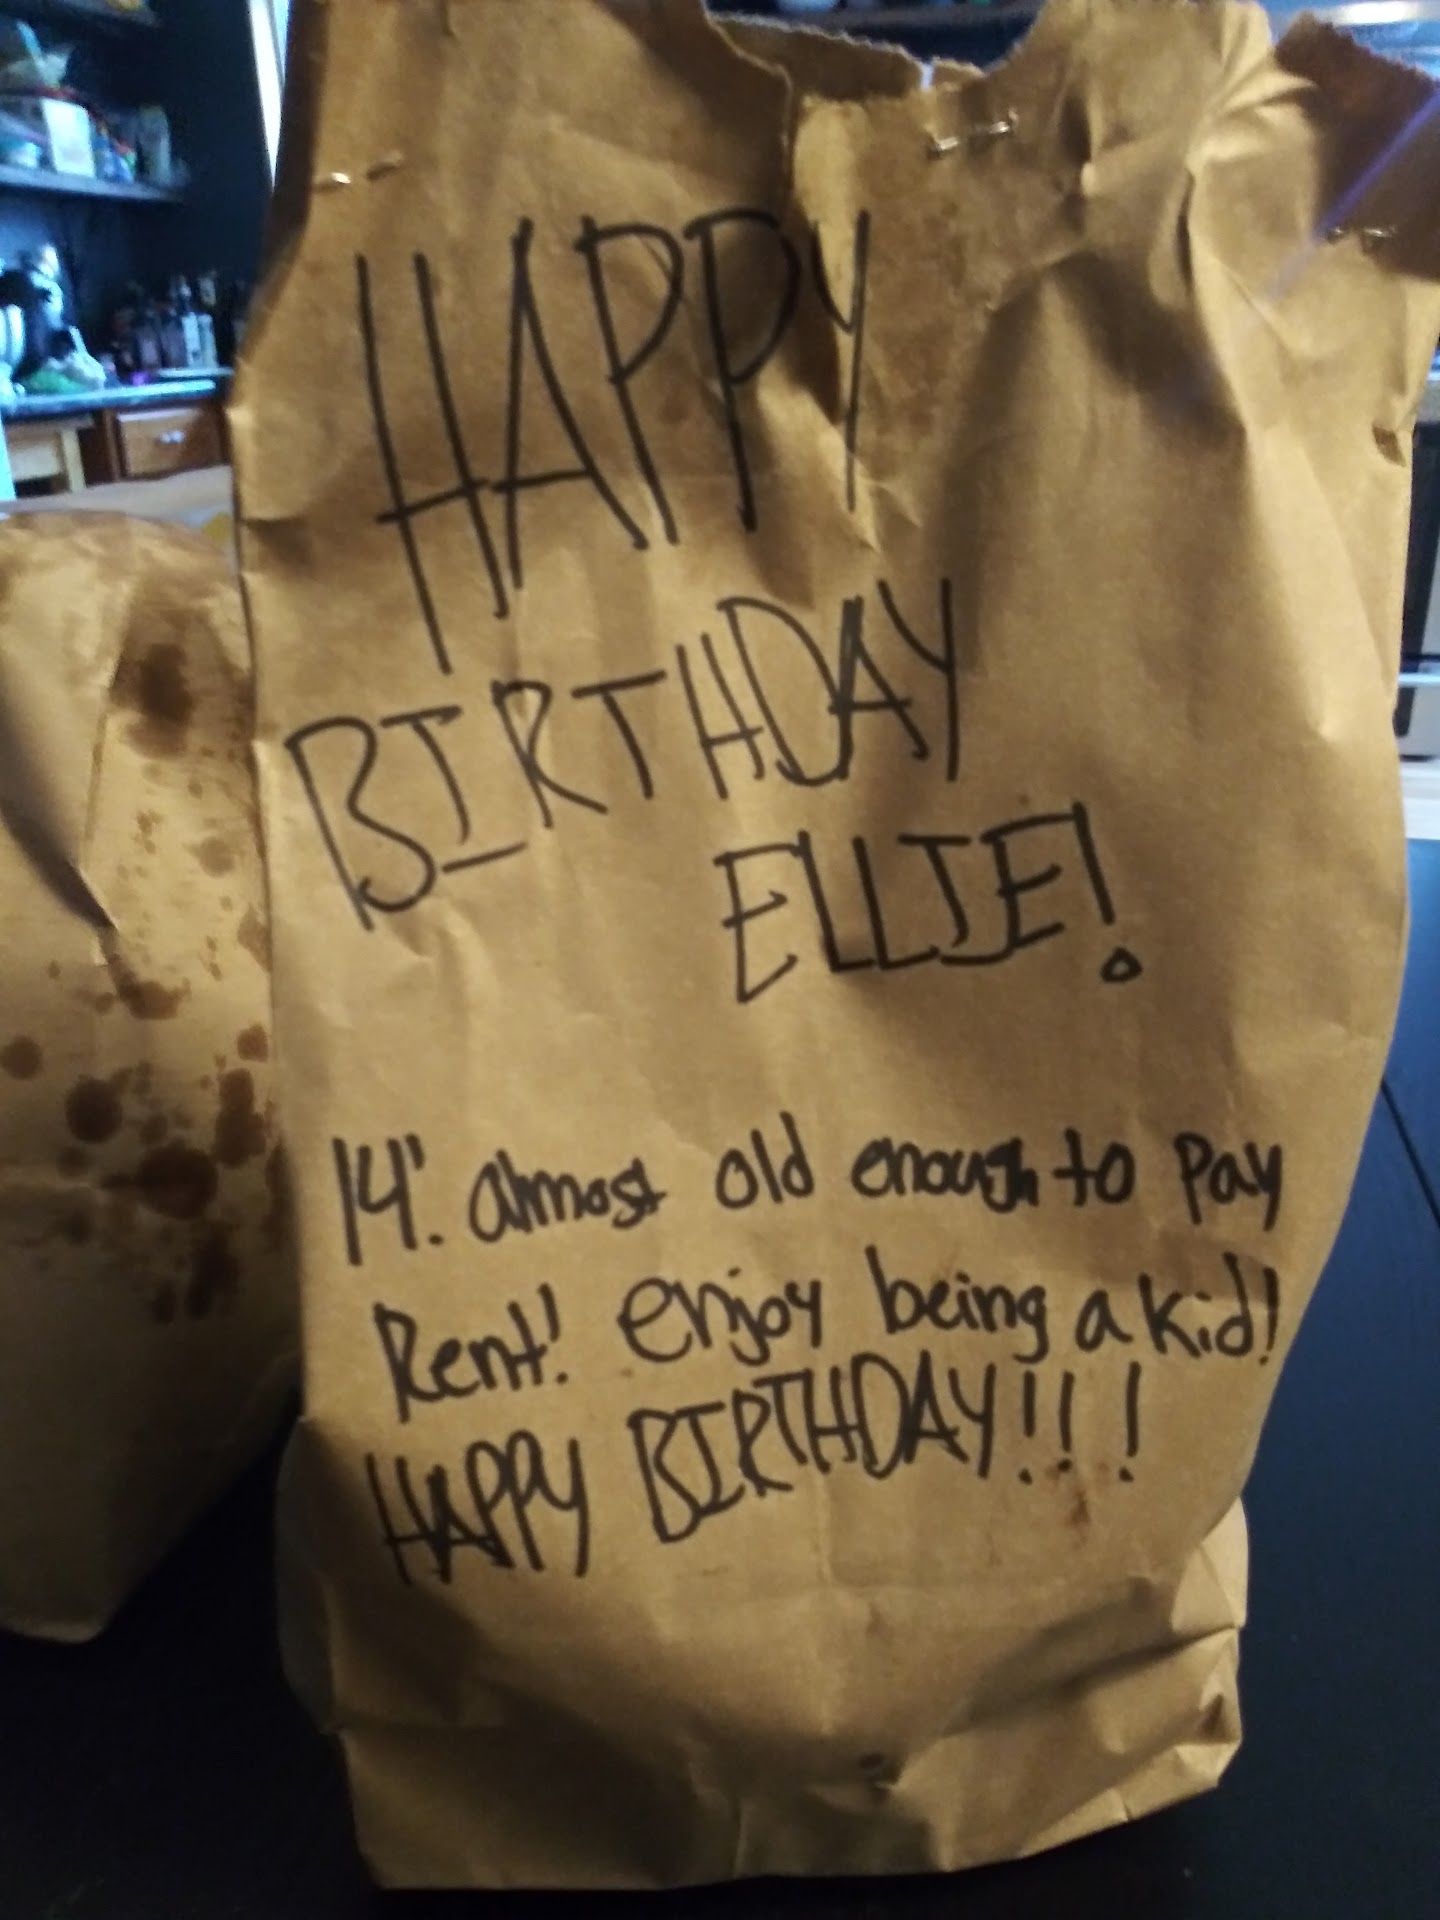 HAPPY
BIRTHDAY
ELLIE!
14'. almost old enough to pay
Rent! enjoy being a kid!
HAPPY BIRTHDAY!!!